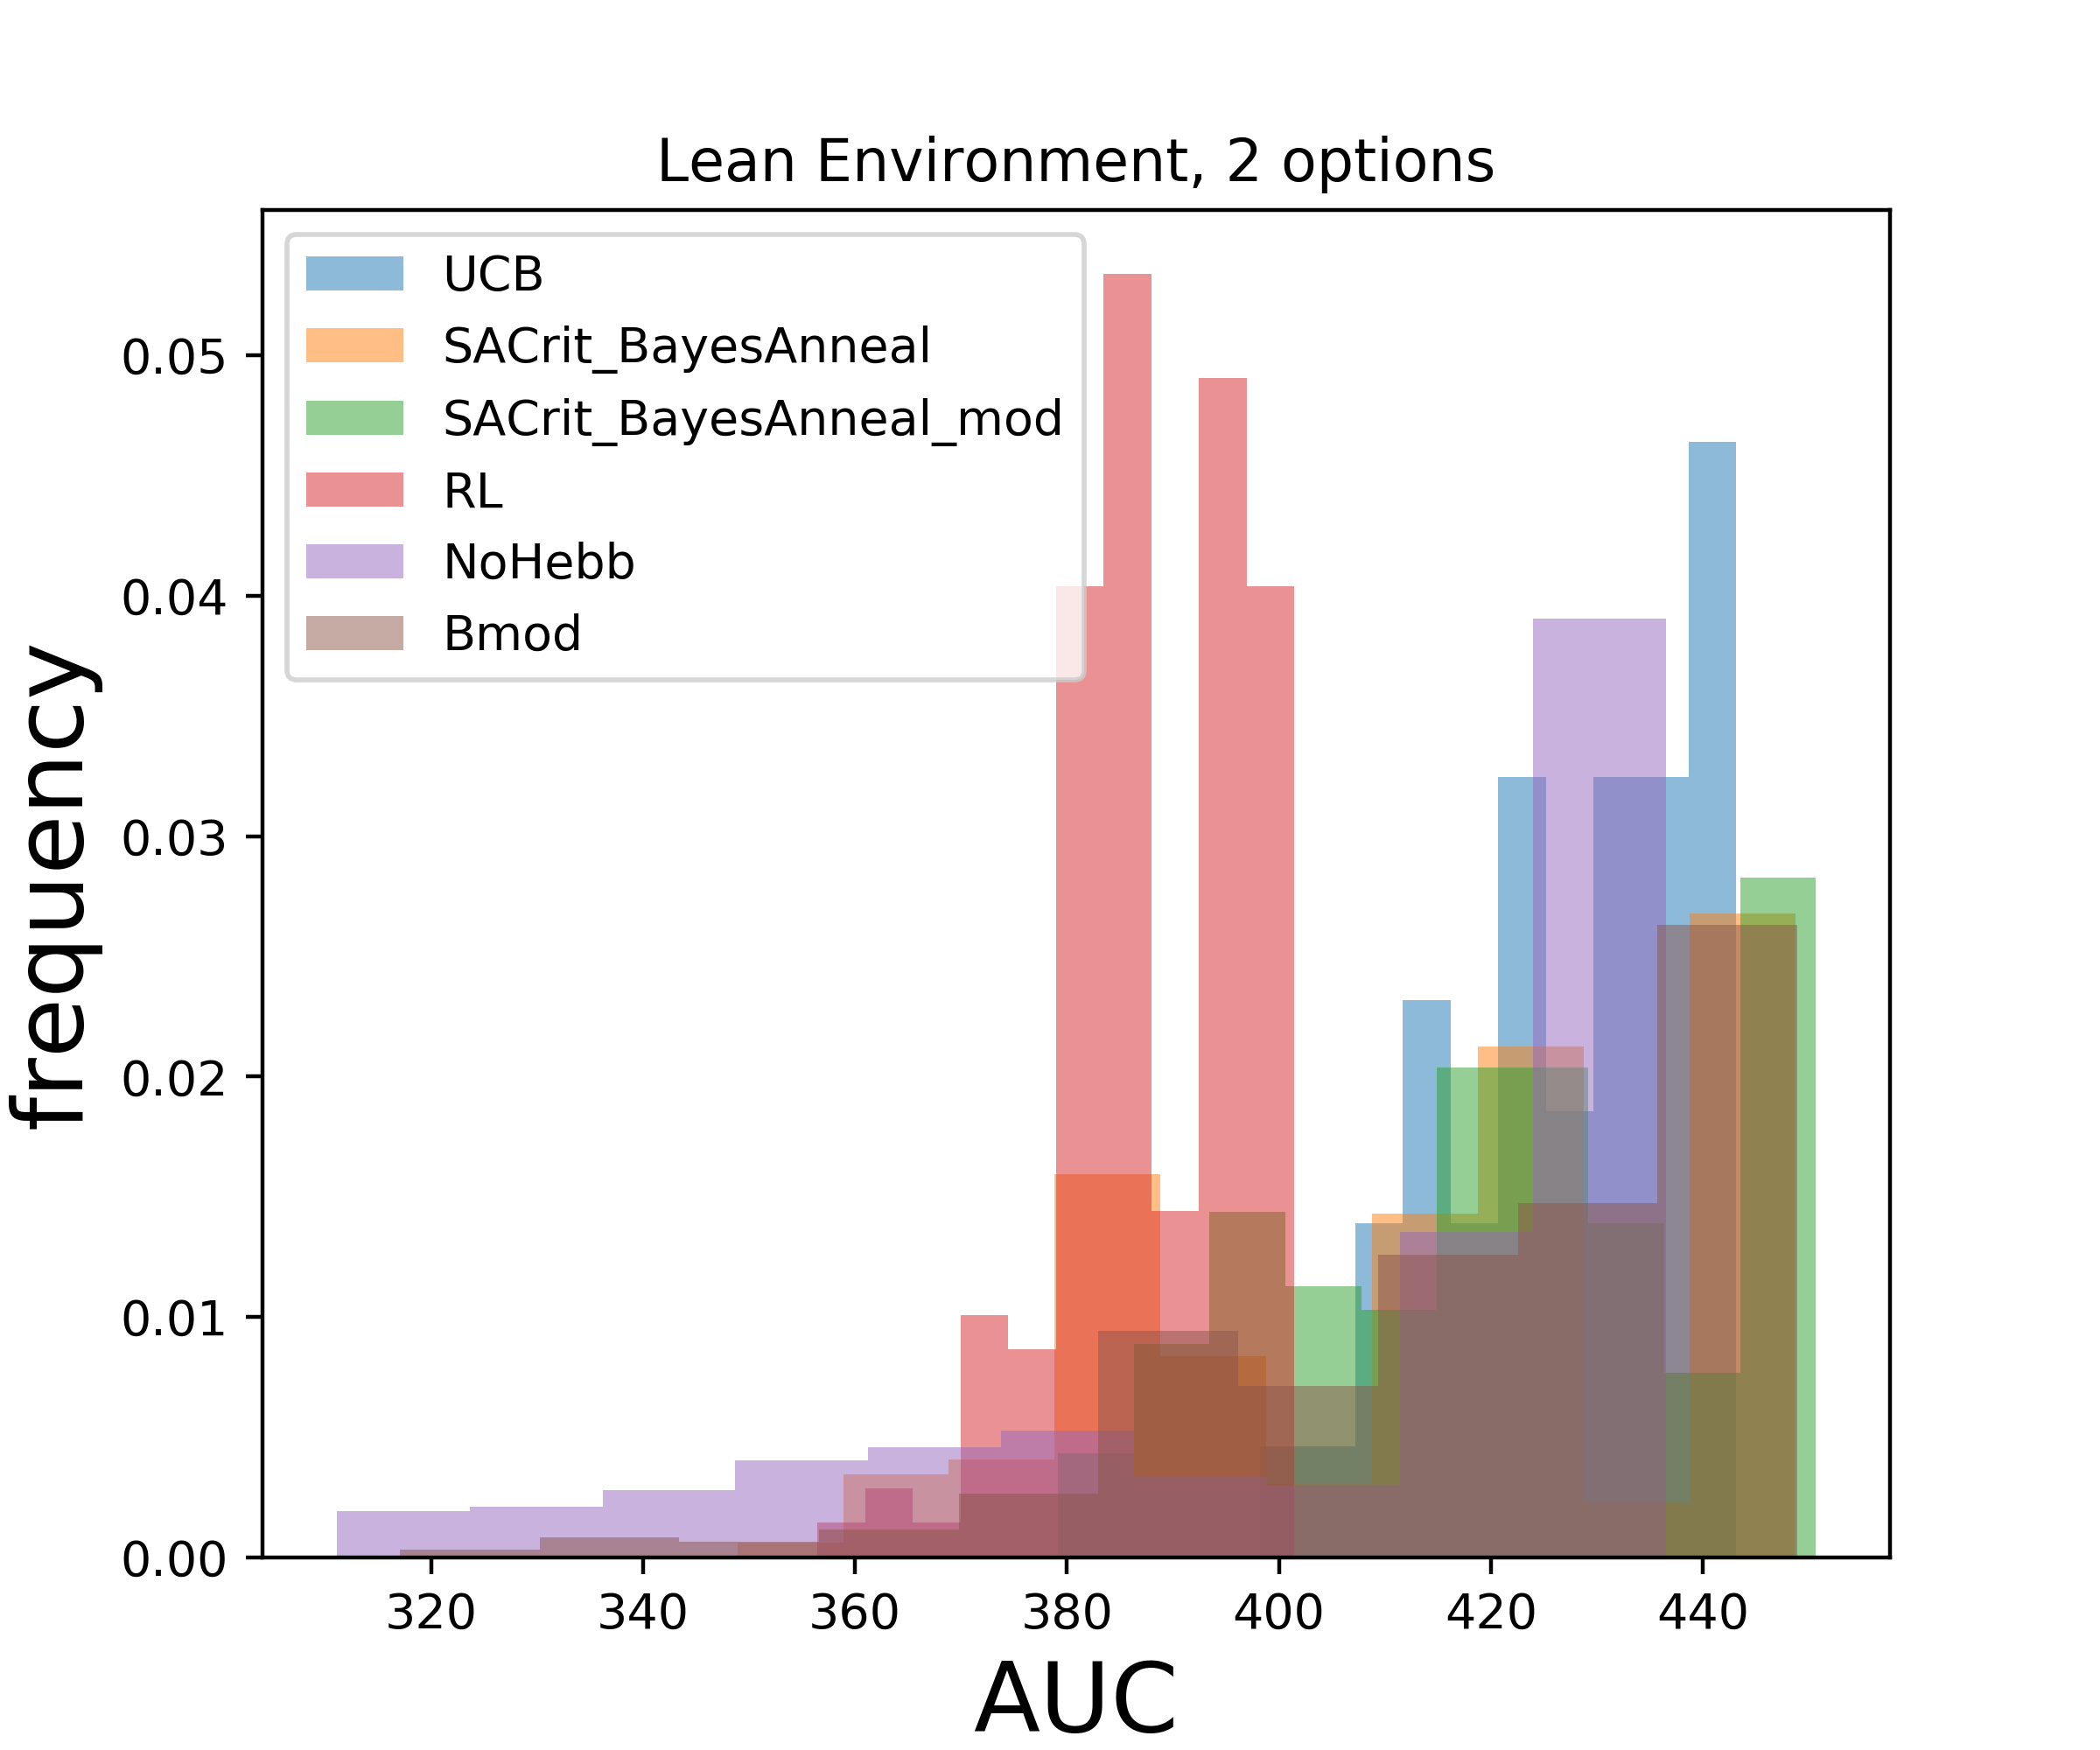 Lean Environment, 2 options
UCB
SACrit_BayesAnneal
SACrit_BayesAnneal_mod
RL
NoHebb
Bmod
frequency
0.05
0.04
0.03
0.02
0.01
0.00
320 340 360 380 400 420 440
AUC